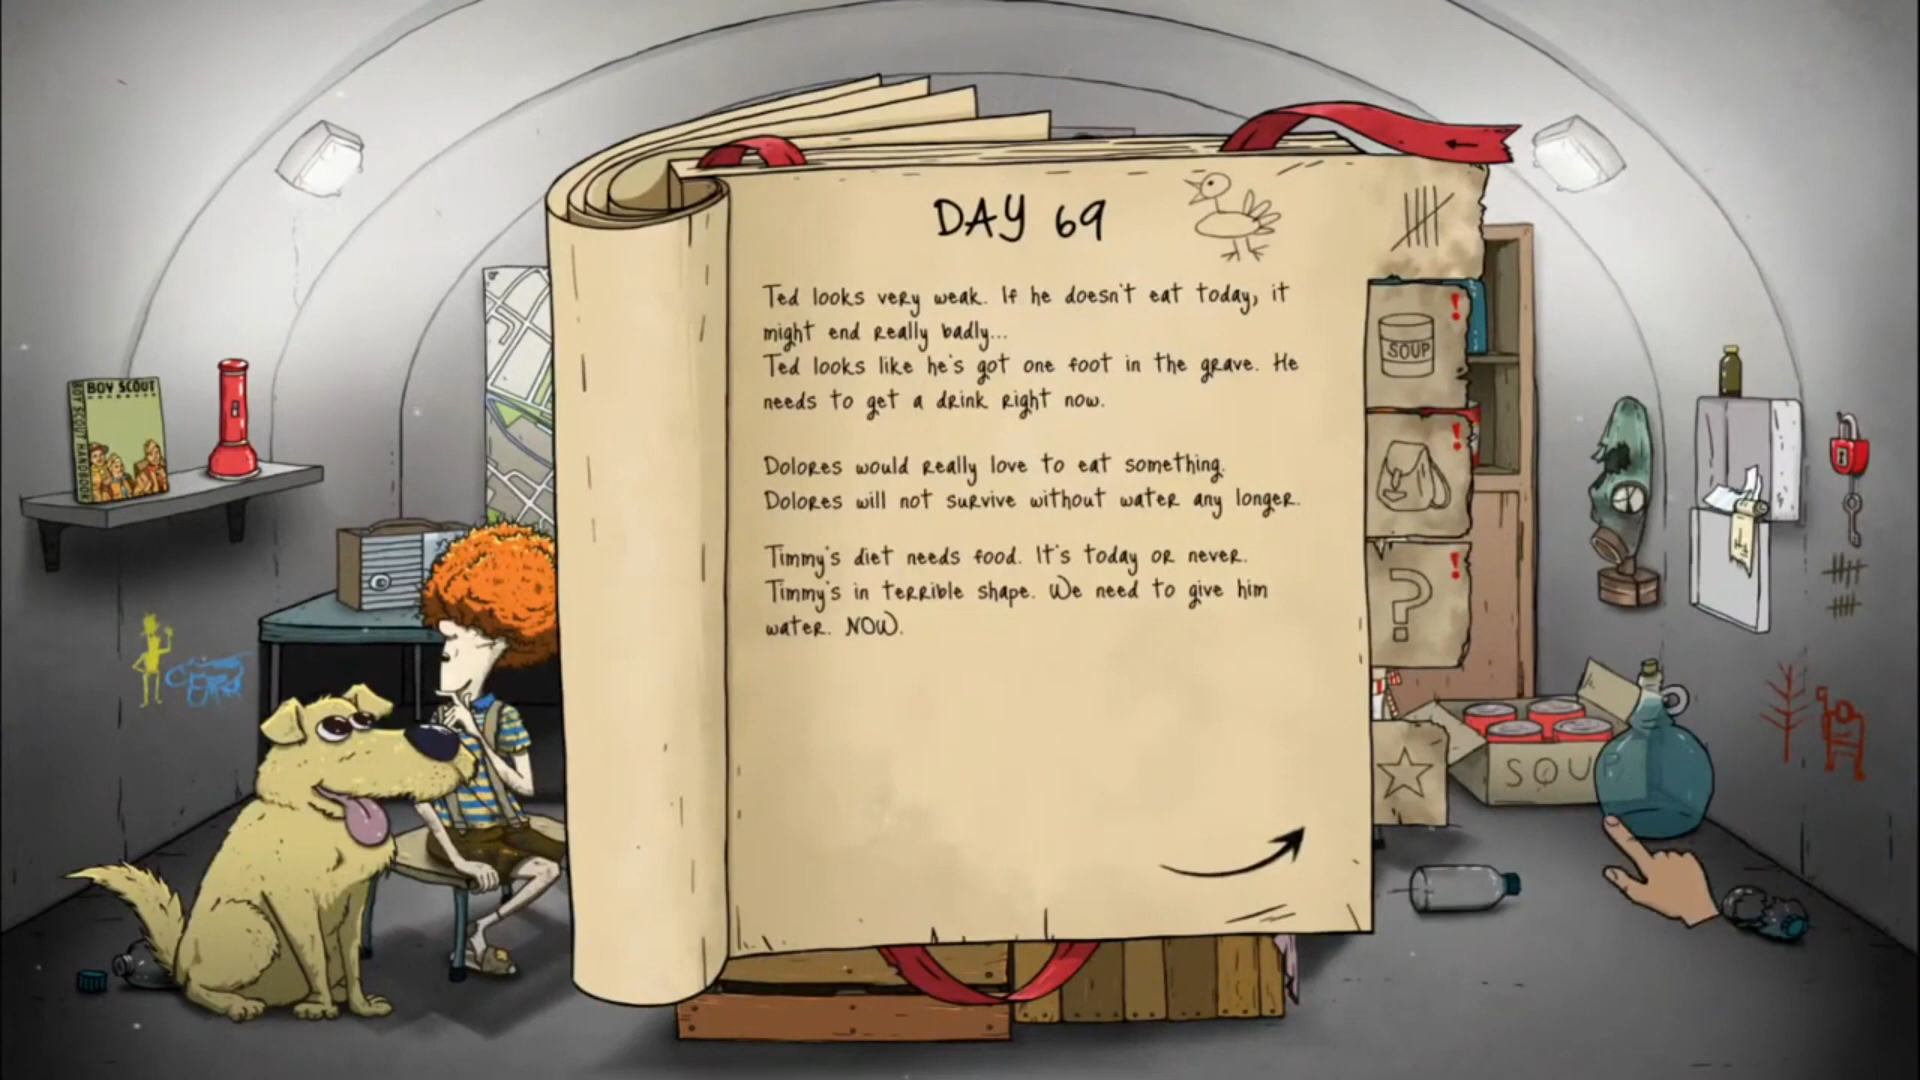 DAY 69
Ted looks very weak. If he doesn't eat today, it
might end really badly...
Ted looks like he's got one foot in the grave. He
needs to get a drink right now.
Dolores would really love to eat something.
Dolores will not survive without water any longer.
Timmy's diet needs food. It's today or never.
Timmy's in terrible shape. We need to give him
water. NOW.
!
SOUP
!
!
?
BOY SCOUT
BOY SCOUT HANDBOOK
SOUP